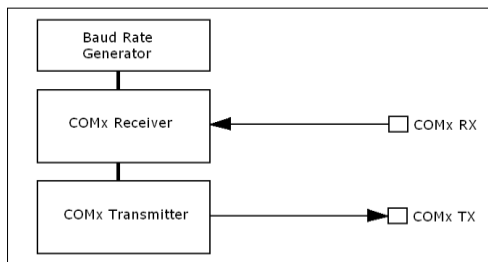 Baud Rate
Generator
COMx Receiver
COMx RX
COMx Transmitter
COMx TX